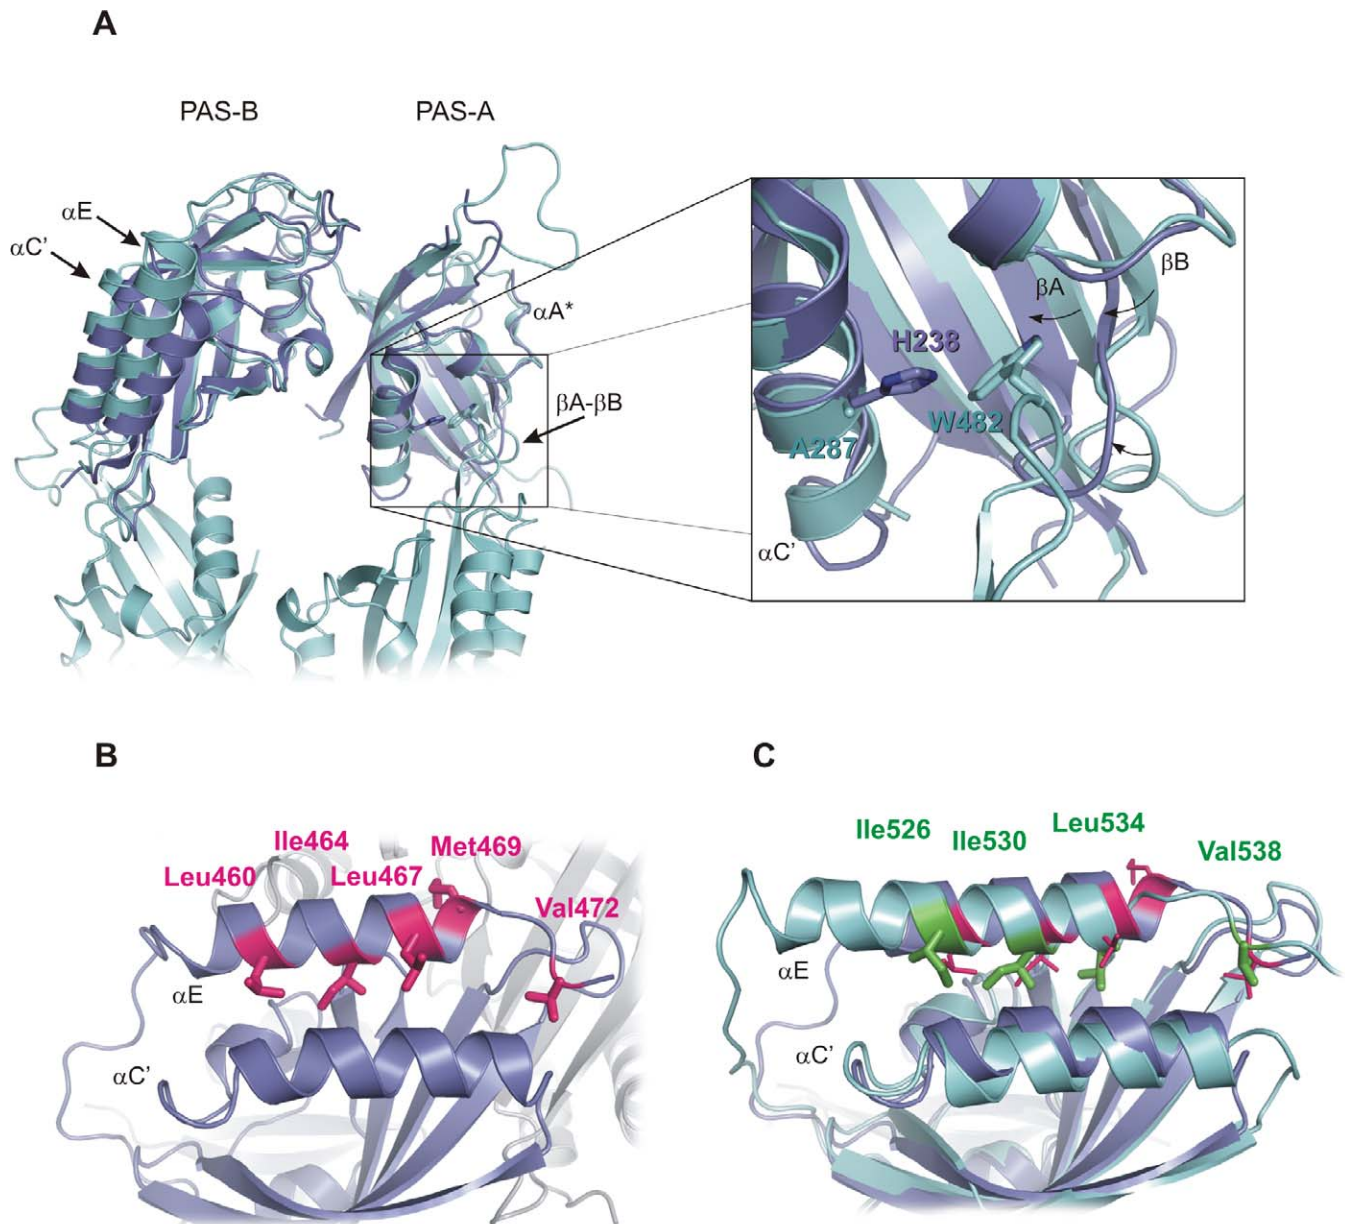 A
PAS-B
PAS-A
αE
αC'
αA*
βA-βB
βB
βA
H238
W482
A287
αC'
B
Ile464
Met469
Leu460
Leu467
Val472
αE
αC'
C
Ile526
Ile530
Leu534
Val538
αE
αC'